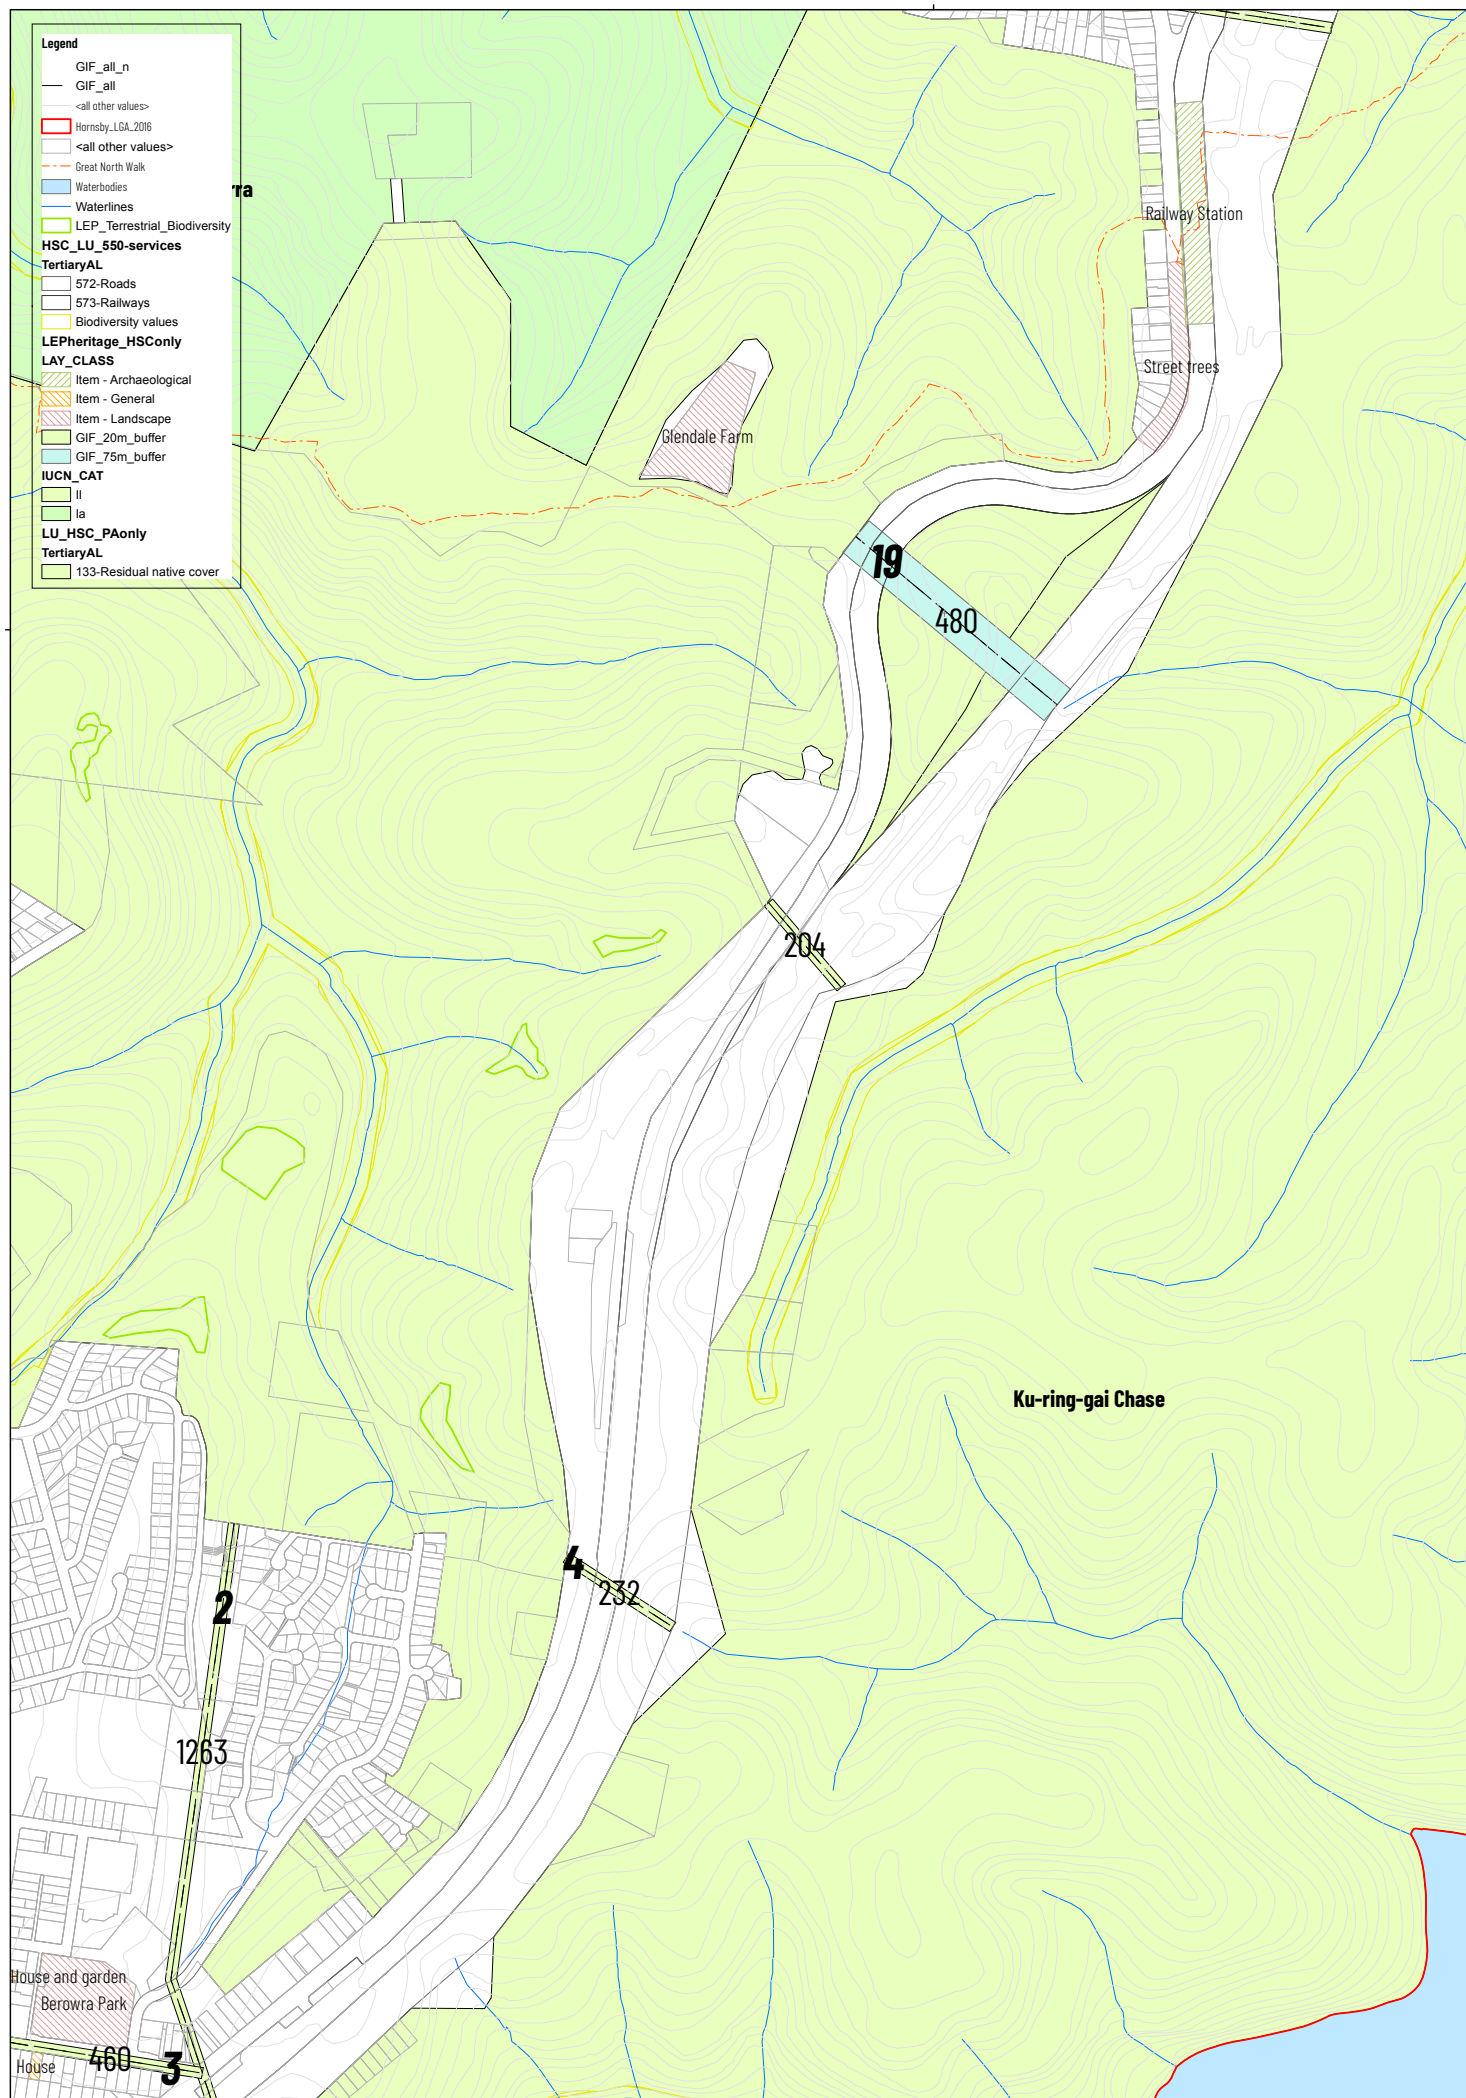 Legend
GIF_all_n
GIF_all
<all other values>
Hornsby_LGA_2016
<all other values>
Great North Walk
Waterbodies
Waterlines
LEP_Terrestrial_Biodiversity
HSC_LU_550-services
TertiaryAL
572-Roads
573-Railways
Biodiversity values
LEPheritage_HSConly
LAY_CLASS
Item - Archaeological
Item - General
Item - Landscape
GIF_20m_buffer
GIF_75m_buffer
IUCN_CAT
II
Ia
LU_HSC_PAonly
TertiaryAL
133-Residual native cover
rra
Railway Station
Street trees
Glendale Farm
19
480
204
Ku-ring-gai Chase
4
232
2
1263
House and garden
Berowra Park
House
460
3